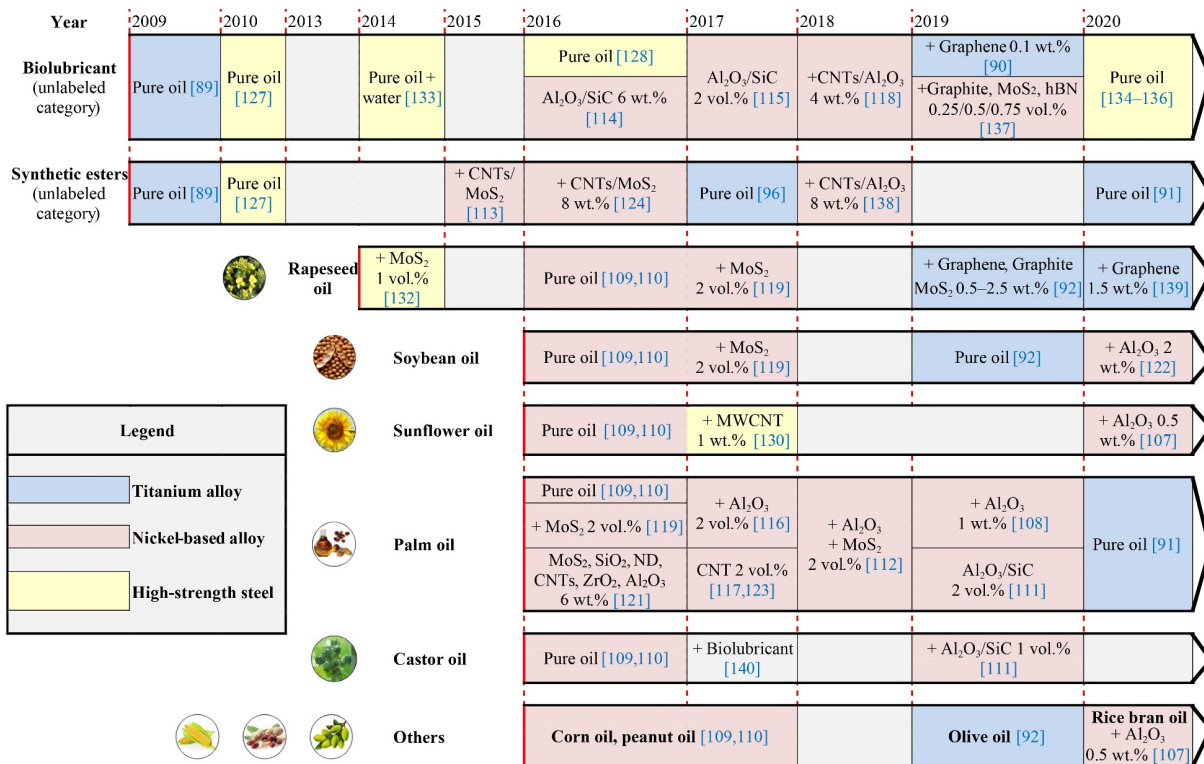 Year 2009 2010 2013 2014 2015 2016 2017 2018 2019 2020
Biolubricant
(unlabeled
category)
Pure oil [89]
Pure oil
[127]
Pure oil +
water [133]
Pure oil [128]
Al₂O₃/SiC 6 wt.%
[114]
Al₂O₃/SiC
2 vol.% [115]
+CNTs/Al₂O₃
4 wt.% [118]
+ Graphene 0.1 wt.%
[90]
+Graphite, MoS₂, hBN
0.25/0.5/0.75 vol.%
[137]
Pure oil
[134–136]
Synthetic esters
(unlabeled
category)
Pure oil [89]
Pure oil
[127]
+ CNTs/
MoS₂
[113]
+ CNTs/MoS₂
8 wt.% [124]
Pure oil [96]
+ CNTs/Al₂O₃
8 wt.% [138]
Pure oil [91]
Rapeseed
oil
+ MoS₂
1 vol.%
[132]
Pure oil [109,110]
+ MoS₂
2 vol.% [119]
+ Graphene, Graphite
MoS₂ 0.5–2.5 wt.% [92]
+ Graphene
1.5 wt.% [139]
Soybean oil
Pure oil [109,110]
+ MoS₂
2 vol.% [119]
Pure oil [92]
+ Al₂O₃ 2
wt.% [122]
Sunflower oil
Pure oil [109,110]
+ MWCNT
1 wt.% [130]
+ Al₂O₃ 0.5
wt.% [107]
Legend
Titanium alloy
Nickel-based alloy
High-strength steel
Palm oil
Pure oil [109,110]
+ MoS₂ 2 vol.% [119]
MoS₂, SiO₂, ND,
CNTs, ZrO₂, Al₂O₃
6 wt.% [121]
+ Al₂O₃
2 vol.% [116]
CNT 2 vol.%
[117,123]
+ Al₂O₃
+ MoS₂
2 vol.% [112]
+ Al₂O₃
1 wt.% [108]
Al₂O₃/SiC
2 vol.% [111]
Pure oil [91]
Castor oil
Pure oil [109,110]
+ Biolubricant
[140]
+ Al₂O₃/SiC 1 vol.%
[111]
Others
Corn oil, peanut oil [109,110]
Olive oil [92]
Rice bran oil
+ Al₂O₃
0.5 wt.% [107]